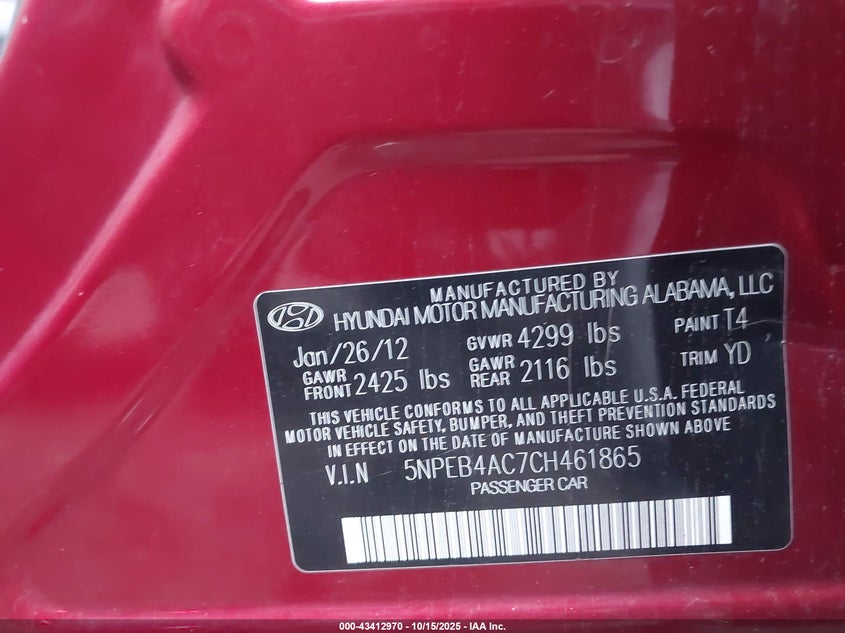 MANUFACTURED BY
HYUNDAI MOTOR MANUFACTURING ALABAMA, LLC
Jan/26/12 GVWR 4299 lbs PAINT T4
GAWR FRONT 2425 lbs GAWR REAR 2116 lbs TRIM YD
THIS VEHICLE CONFORMS TO ALL APPLICABLE U.S.A. FEDERAL
MOTOR VEHICLE SAFETY, BUMPER, AND THEFT PREVENTION STANDARDS
IN EFFECT ON THE DATE OF MANUFACTURE SHOWN ABOVE
V.I.N 5NPEB4AC7CH461865
PASSENGER CAR
000-43412970 - 10/15/2025 - IAA Inc.